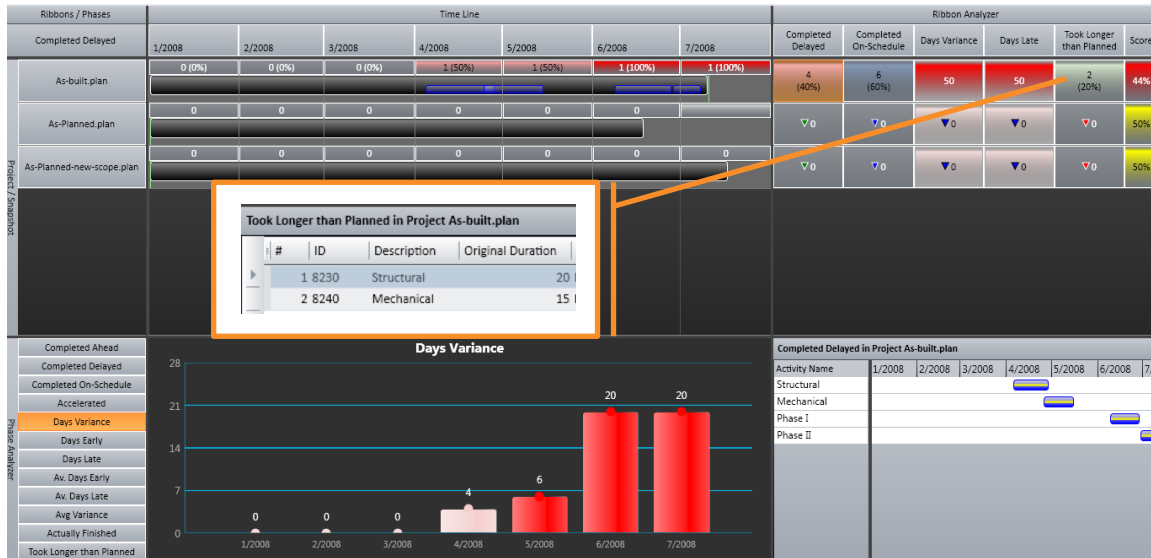 Ribbons / Phases
Time Line
Ribbon Analyzer
Completed Delayed
1/2008 2/2008 3/2008 4/2008 5/2008 6/2008 7/2008
Completed Delayed
Completed On-Schedule
Days Variance
Days Late
Took Longer than Planned
Score
As-built.plan
0 (0%) 0 (0%) 0 (0%) 1 (50%) 1 (50%) 1 (100%) 1 (100%)
4 (40%)
6 (60%)
50
50
2 (20%)
44%
As-Planned.plan
0 0 0 0 0 0
0 0 0 0 0 50%
As-Planned-new-scope.plan
0 0 0 0 0 0 0
0 0 0 0 0 50%
Project / Snapshot
Took Longer than Planned in Project As-built.plan
# ID Description Original Duration
1 8230 Structural 20
2 8240 Mechanical 15
Phase Analyzer
Completed Ahead
Completed Delayed
Completed On-Schedule
Accelerated
Days Variance
Days Early
Days Late
Av. Days Early
Av. Days Late
Avg Variance
Actually Finished
Took Longer than Planned
Days Variance
28
21
14
7
0
0 0 0 4 6 20 20
1/2008 2/2008 3/2008 4/2008 5/2008 6/2008 7/2008
Completed Delayed in Project As-built.plan
Activity Name 1/2008 2/2008 3/2008 4/2008 5/2008 6/2008 7/
Structural
Mechanical
Phase I
Phase II